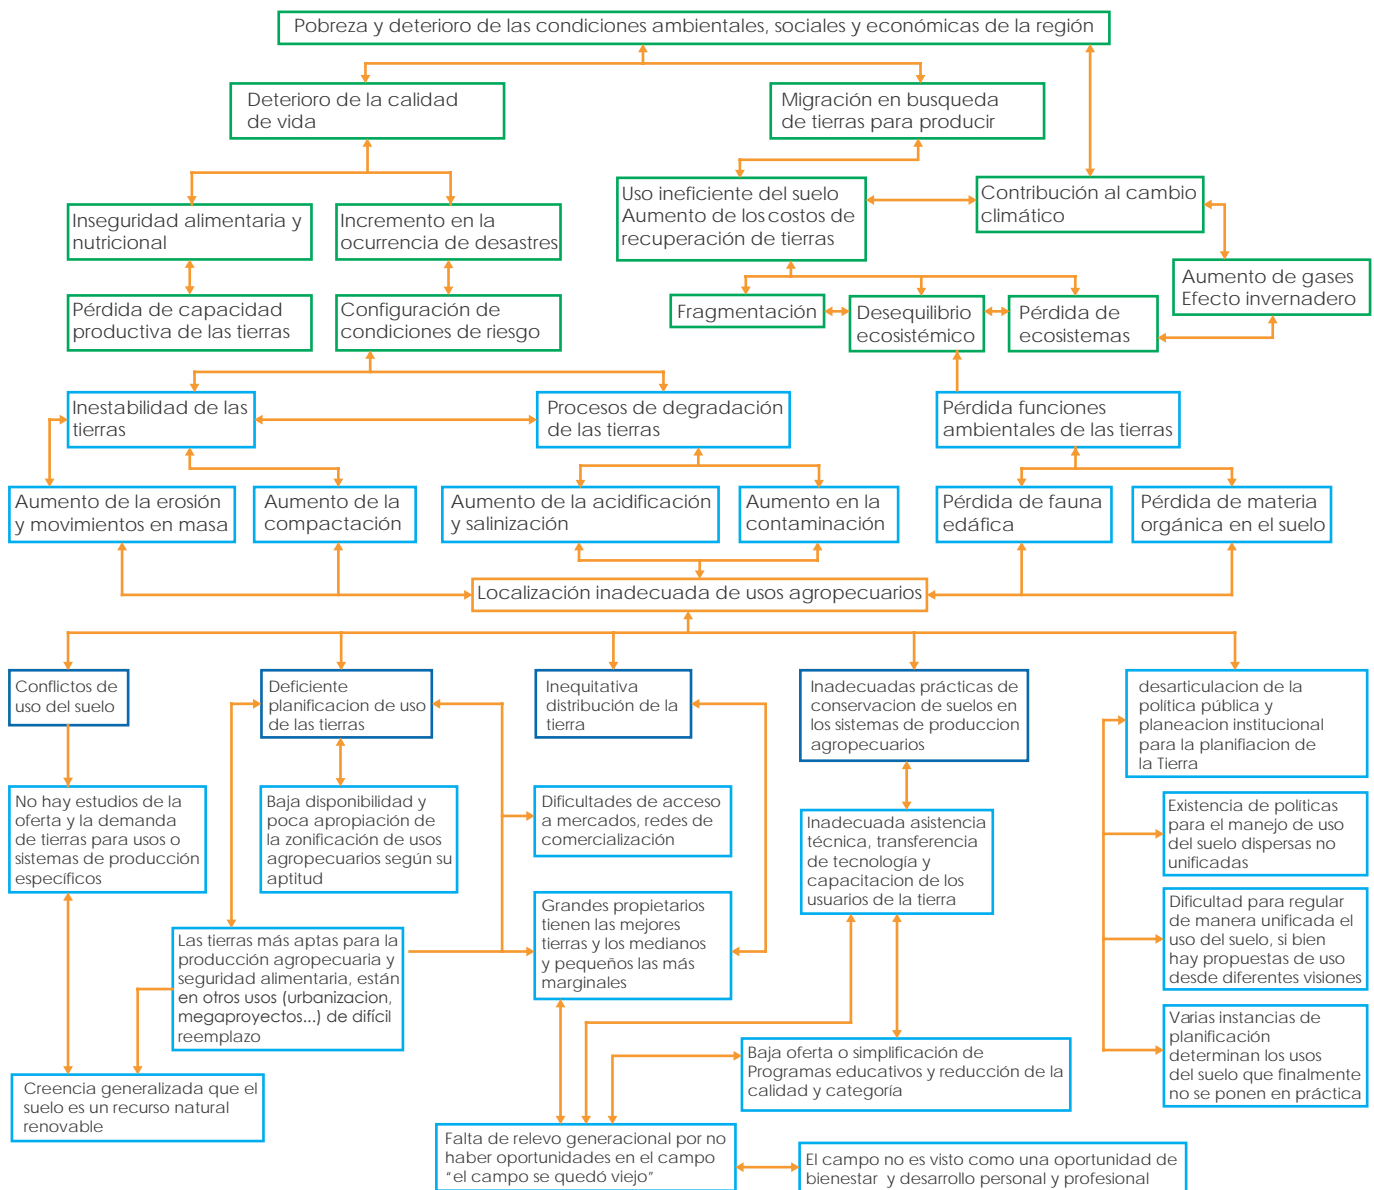 Pobreza y deterioro de las condiciones ambientales, sociales y económicas de la región
Deterioro de la calidad
de vida
Migración en busqueda
de tierras para producir
Inseguridad alimentaria y
nutricional
Incremento en la
ocurrencia de desastres
Uso ineficiente del suelo
Aumento de los costos de
recuperación de tierras
Contribución al cambio
climático
Aumento de gases
Efecto invernadero
Pérdida de capacidad
productiva de las tierras
Configuración de
condiciones de riesgo
Fragmentación
Desequilibrio
ecosistémico
Pérdida de
ecosistemas
Inestabilidad de las
tierras
Procesos de degradación
de las tierras
Pérdida funciones
ambientales de las tierras
Aumento de la erosión
y movimientos en masa
Aumento de la
compactación
Aumento de la acidificación
y salinización
Aumento en la
contaminación
Pérdida de fauna
edáfica
Pérdida de materia
orgánica en el suelo
Localización inadecuada de usos agropecuarios
Conflictos de
uso del suelo
Deficiente
planificacion de uso
de las tierras
Inequitativa
distribución de la
tierra
Inadecuadas prácticas de
conservacion de suelos en
los sistemas de produccion
agropecuarios
desarticulacion de la
política pública y
planeacion institucional
para la planifiacion de
la Tierra
No hay estudios de la
oferta y la demanda
de tierras para usos o
sistemas de producción
específicos
Baja disponibilidad y
poca apropiación de
la zonificación de usos
agropecuarios según su
aptitud
Dificultades de acceso
a mercados, redes de
comercialización
Inadecuada asistencia
técnica, transferencia
de tecnología y
capacitacion de los
usuarios de la tierra
Existencia de políticas
para el manejo de uso
del suelo dispersas no
unificadas
Grandes propietarios
tienen las mejores
tierras y los medianos
y pequeños las más
marginales
Dificultad para regular
de manera unificada el
uso del suelo, si bien
hay propuestas de uso
desde diferentes visiones
Las tierras más aptas para la
producción agropecuaria y
seguridad alimentaria, están
en otros usos (urbanizacion,
megaproyectos...) de difícil
reemplazo
Varias instancias de
planificación
determinan los usos
del suelo que finalmente
no se ponen en práctica
Baja oferta o simplificación de
Programas educativos y reducción de la
calidad y categoría
Creencia generalizada que el
suelo es un recurso natural
renovable
Falta de relevo generacional por no
haber oportunidades en el campo
"el campo se quedó viejo"
El campo no es visto como una oportunidad de
bienestar y desarrollo personal y profesional